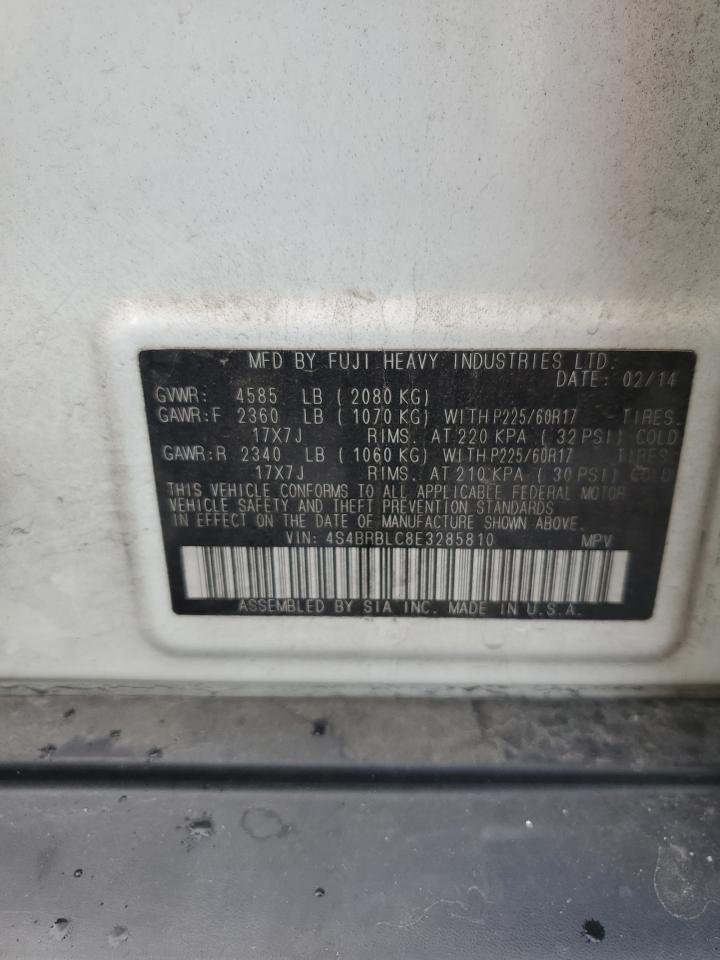 MFD BY FUJI HEAVY INDUSTRIES LTD.
DATE: 02/14
GVWR: 4585 LB ( 2080 KG)
GAWR:F 2360 LB ( 1070 KG) WITH P225/60R17 TIRES.
17X7J RIMS. AT 220 KPA ( 32 PSI) COLD
GAWR:R 2340 LB ( 1060 KG) WITH P225/60R17 TIRES.
17X7J RIMS. AT 210 KPA ( 30 PSI) COLD
THIS VEHICLE CONFORMS TO ALL APPLICABLE FEDERAL MOTOR
VEHICLE SAFETY AND THEFT PREVENTION STANDARDS
IN EFFECT ON THE DATE OF MANUFACTURE SHOWN ABOVE.
VIN: 4S4BRBLC8E3285810 MPV
ASSEMBLED BY SIA INC. MADE IN U.S.A.